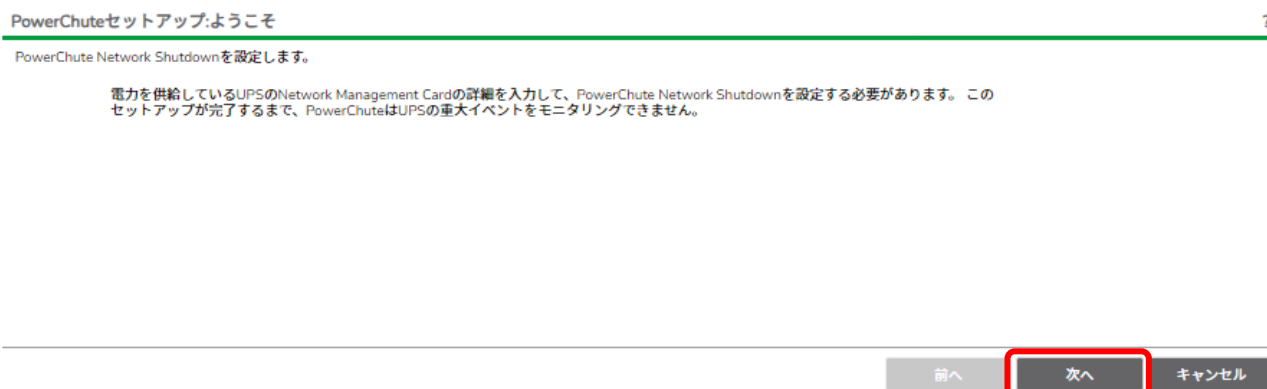 PowerChuteセットアップ:ようこそ
?
PowerChute Network Shutdownを設定します。
電力を供給しているUPSのNetwork Management Cardの詳細を入力して、PowerChute Network Shutdownを設定する必要があります。 この
セットアップが完了するまで、PowerChuteはUPSの重大イベントをモニタリングできません。
前へ 次へ キャンセル